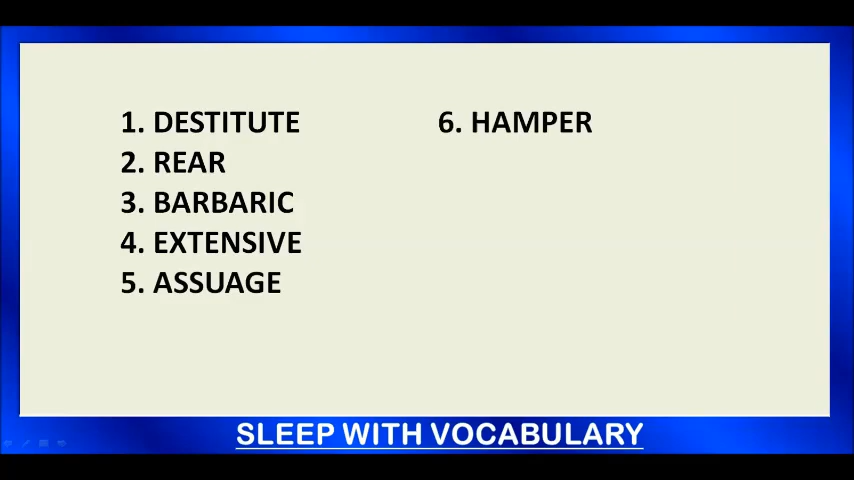 1. DESTITUTE
2. REAR
3. BARBARIC
4. EXTENSIVE
5. ASSUAGE
6. HAMPER
SLEEP WITH VOCABULARY